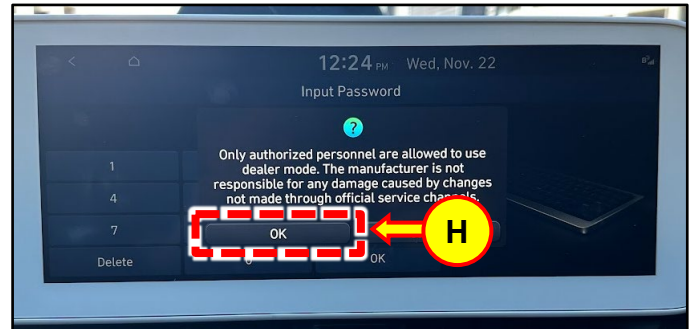 12:24 PM Wed, Nov. 22
Input Password
?
Only authorized personnel are allowed to use
dealer mode. The manufacturer is not
responsible for any damage caused by changes
not made through official service channels.
1
4
7
OK
H
Delete
OK